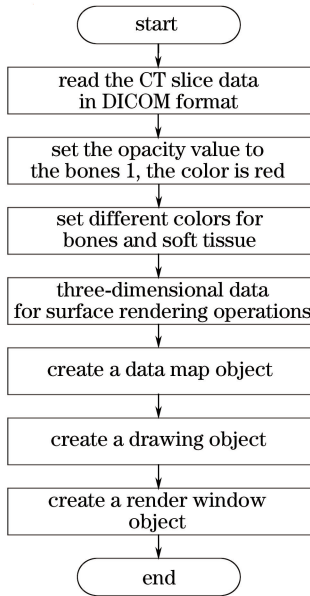 start
read the CT slice data
in DICOM format
set the opacity value to
the bones 1, the color is red
set different colors for
bones and soft tissue
three-dimensional data
for surface rendering operations
create a data map object
create a drawing object
create a render window
object
end